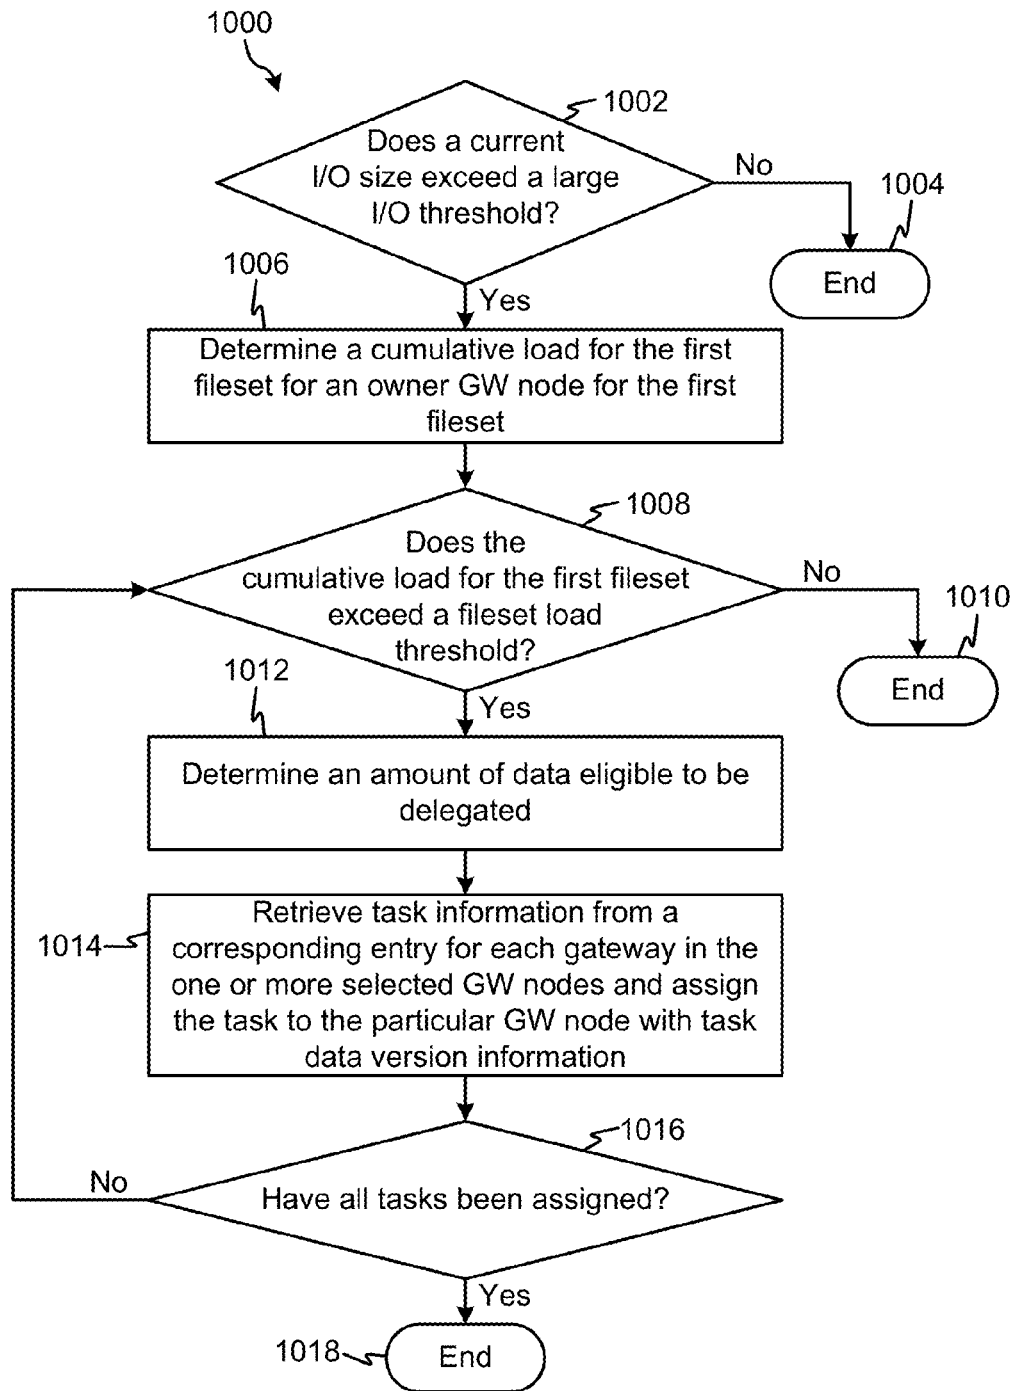 1000
1002
Does a current
I/O size exceed a large
I/O threshold?
No
1004
End
Yes
1006
Determine a cumulative load for the first
fileset for an owner GW node for the first
fileset
1008
Does the
cumulative load for the first fileset
exceed a fileset load
threshold?
No
1010
End
Yes
1012
Determine an amount of data eligible to be
delegated
1014
Retrieve task information from a
corresponding entry for each gateway in the
one or more selected GW nodes and assign
the task to the particular GW node with task
data version information
1016
Have all tasks been assigned?
No
Yes
1018
End